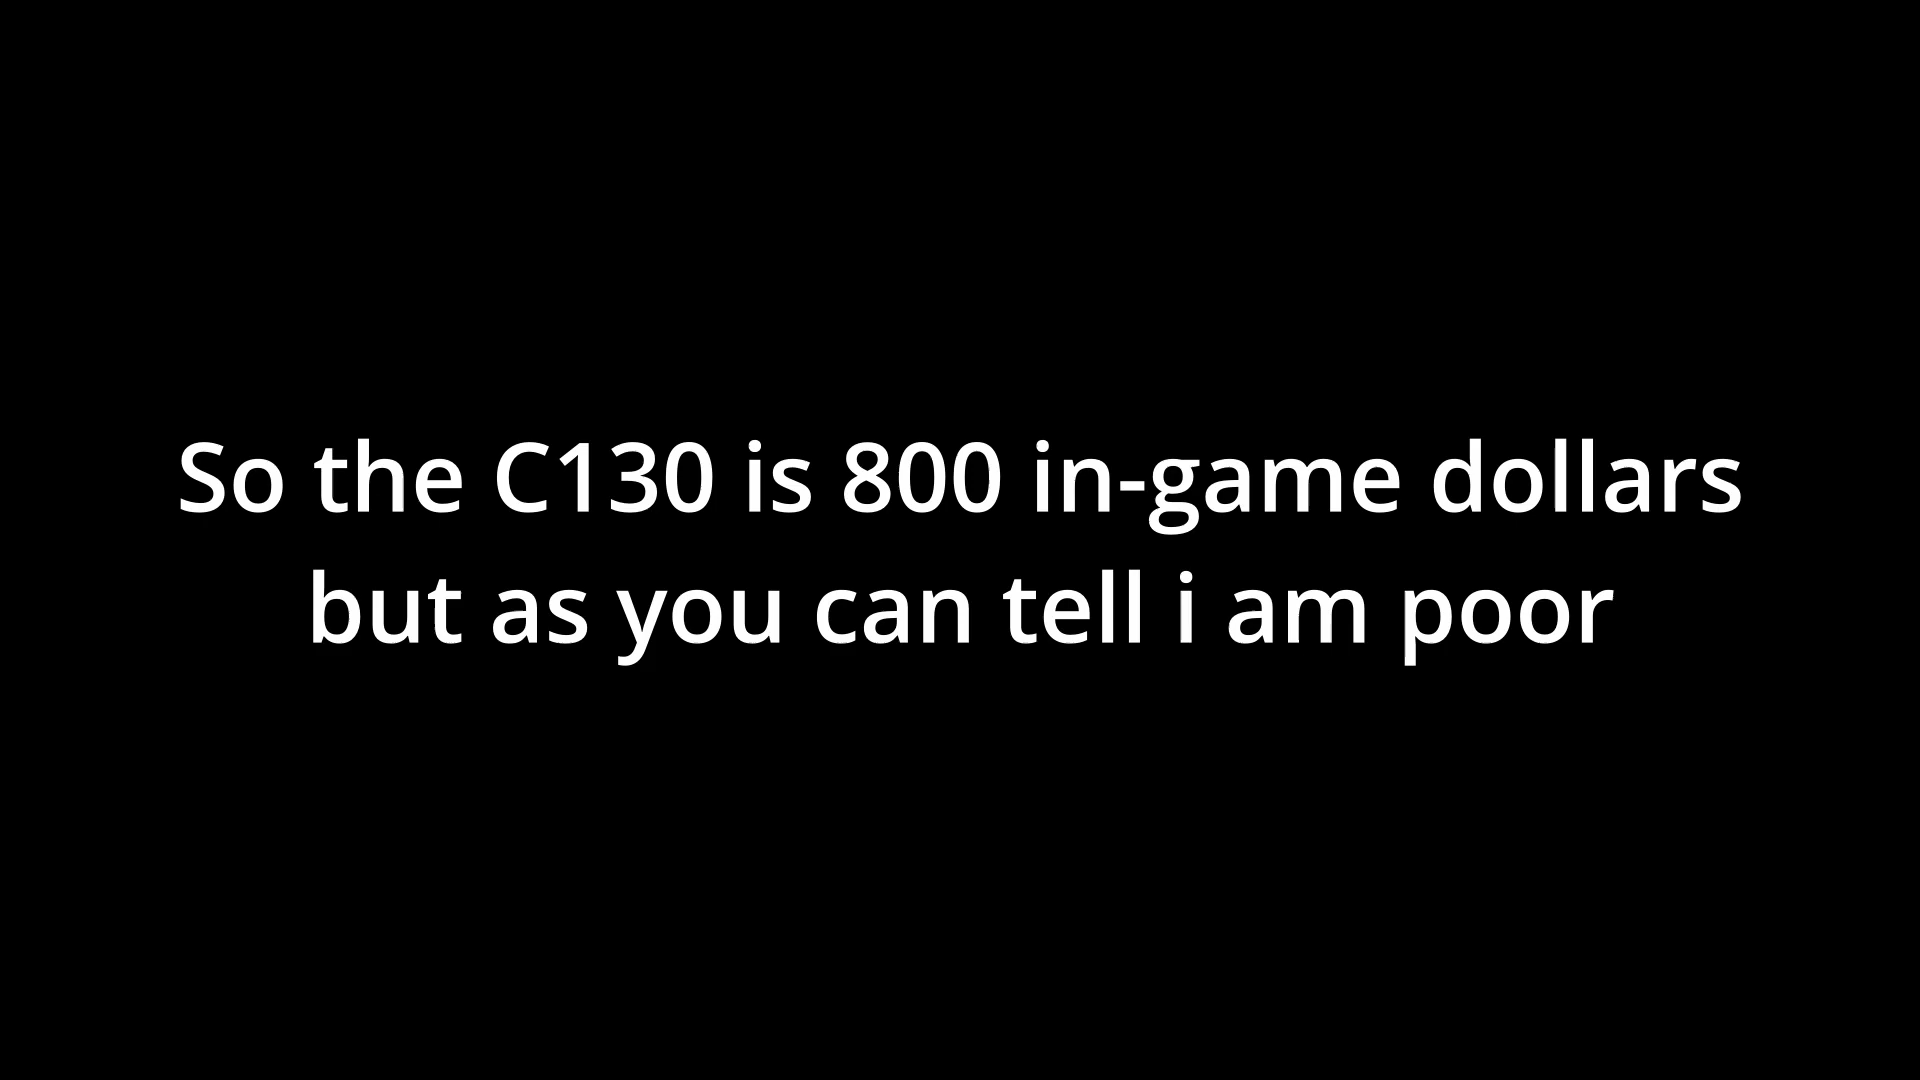 So the C130 is 800 in-game dollars
but as you can tell i am poor